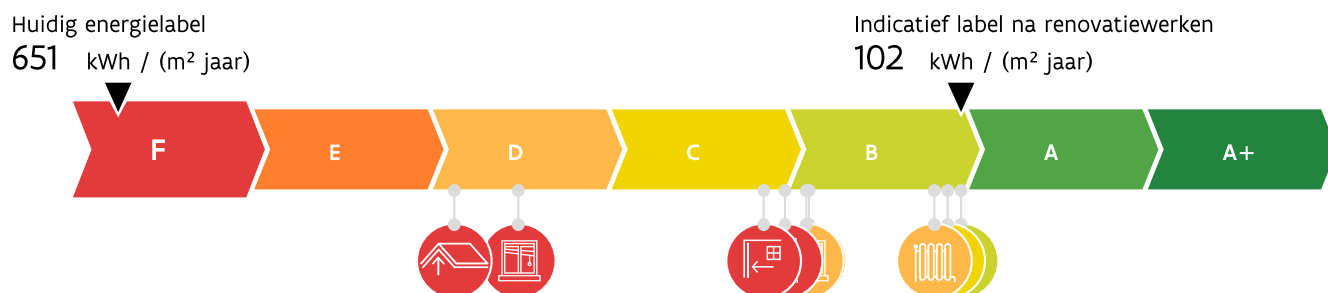 Huidig energielabel
651 kWh / (m² jaar)
Indicatief label na renovatiewerken
102 kWh / (m² jaar)
F E D C B A A+